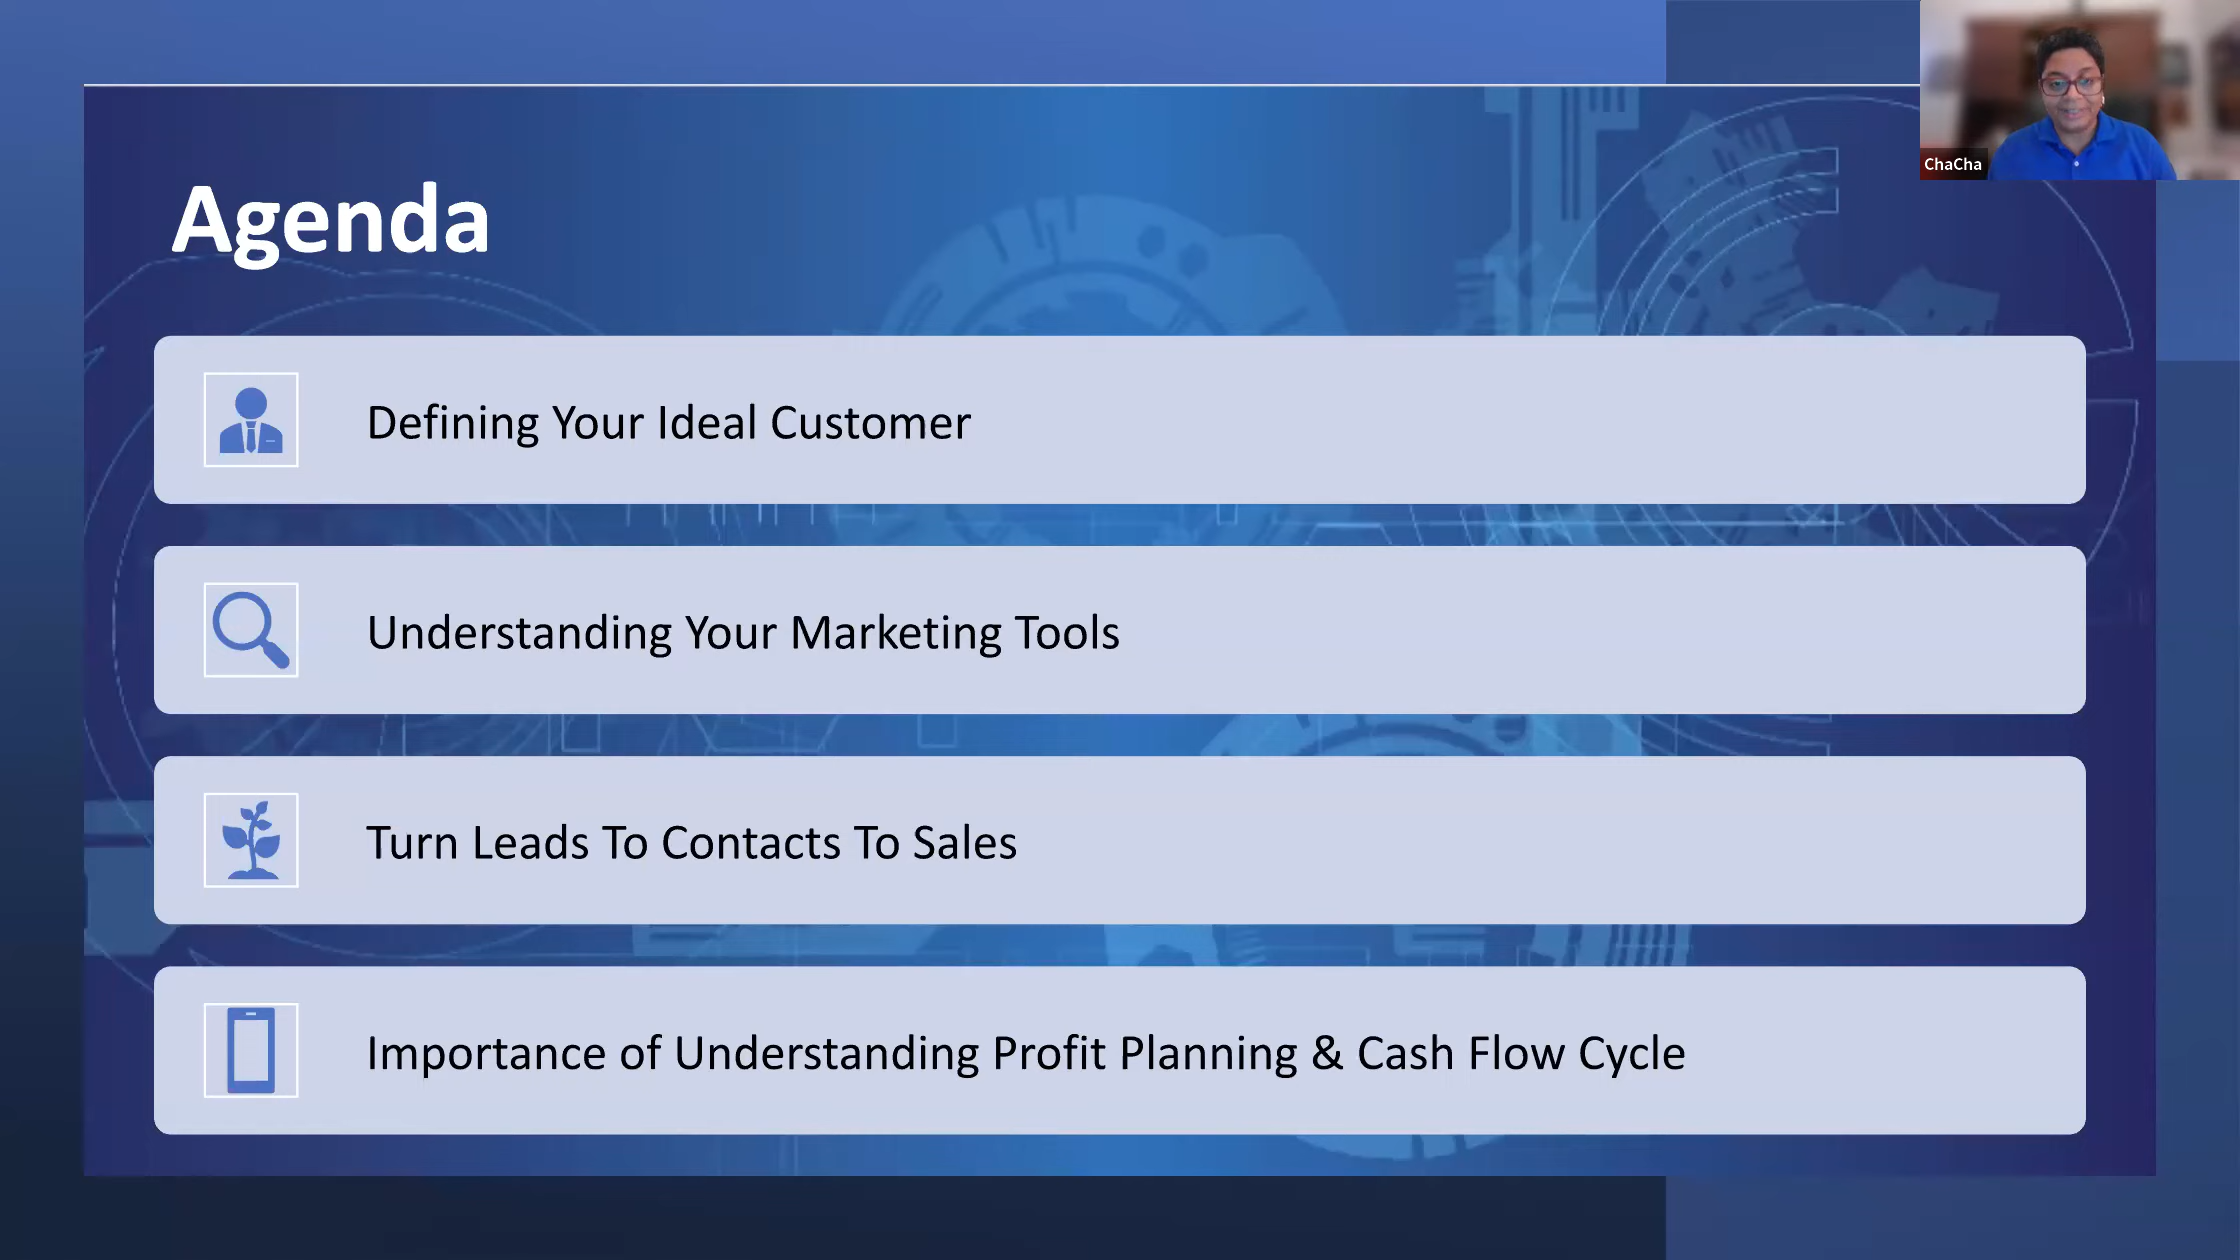 ChaCha
Agenda
Defining Your Ideal Customer
Understanding Your Marketing Tools
Turn Leads To Contacts To Sales
Importance of Understanding Profit Planning & Cash Flow Cycle